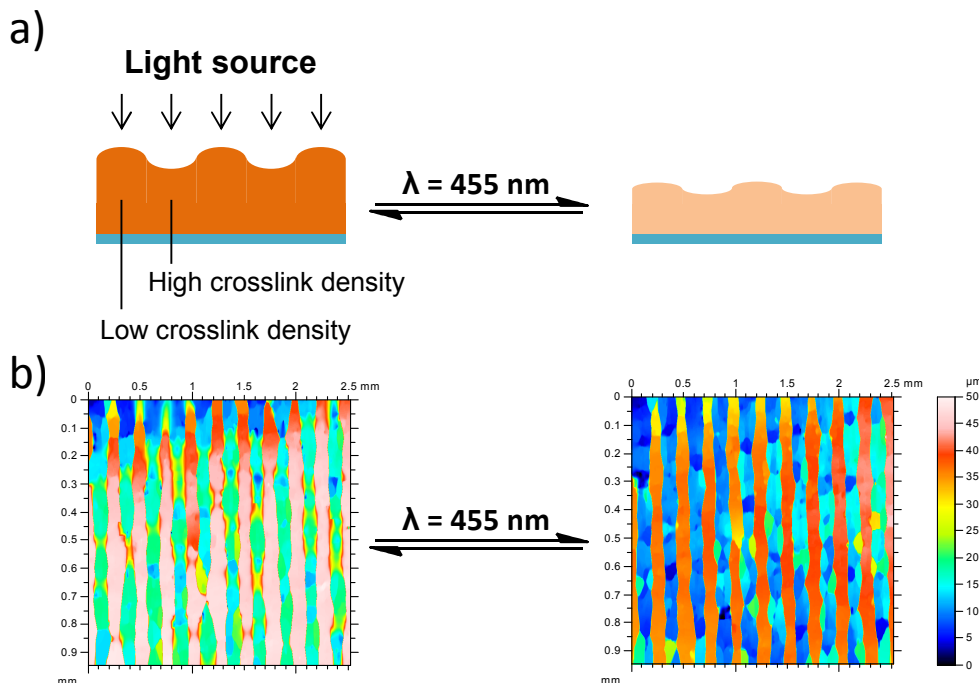 a)
Light source
λ = 455 nm
High crosslink density
Low crosslink density
b)
0 0.5 1 1.5 2 2.5 mm
0
0.1
0.2
0.3
0.4
0.5
0.6
0.7
0.8
0.9
mm
λ = 455 nm
0 0.5 1 1.5 2 2.5 mm
0
0.1
0.2
0.3
0.4
0.5
0.6
0.7
0.8
0.9
mm
µm
50
45
40
35
30
25
20
15
10
5
0